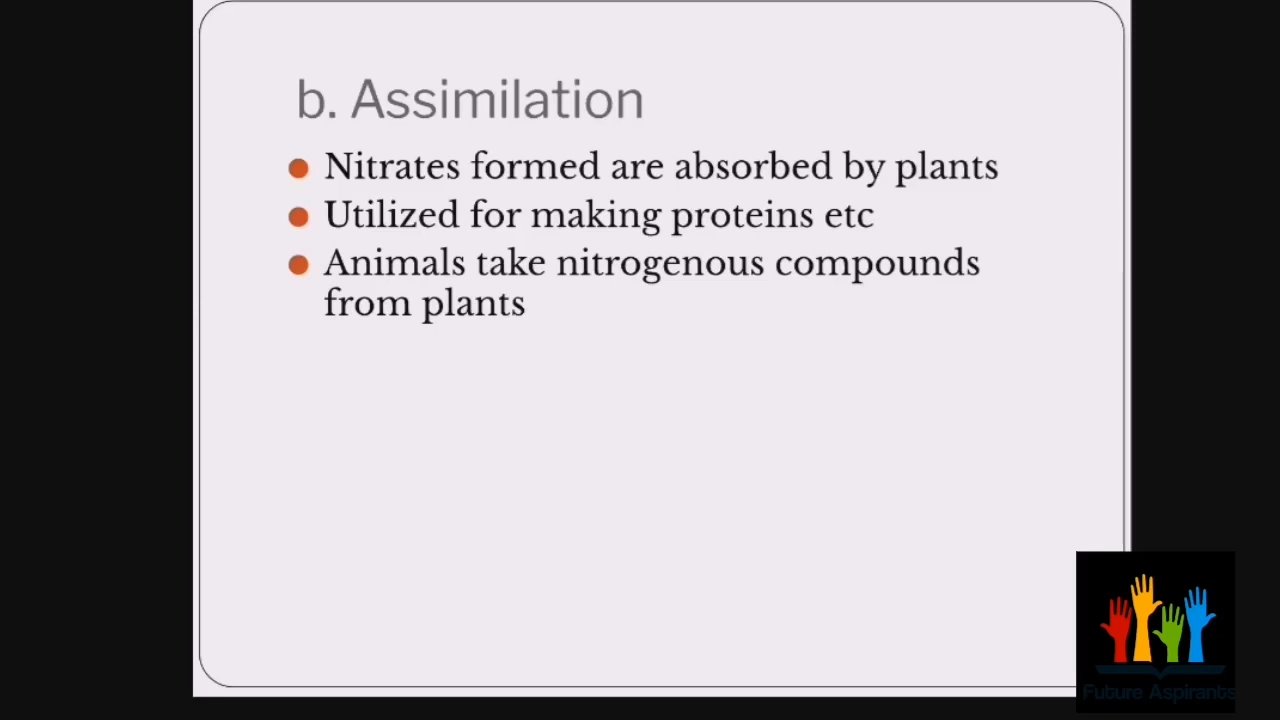 b. Assimilation
Nitrates formed are absorbed by plants
Utilized for making proteins etc
Animals take nitrogenous compounds
from plants
Future Aspirants